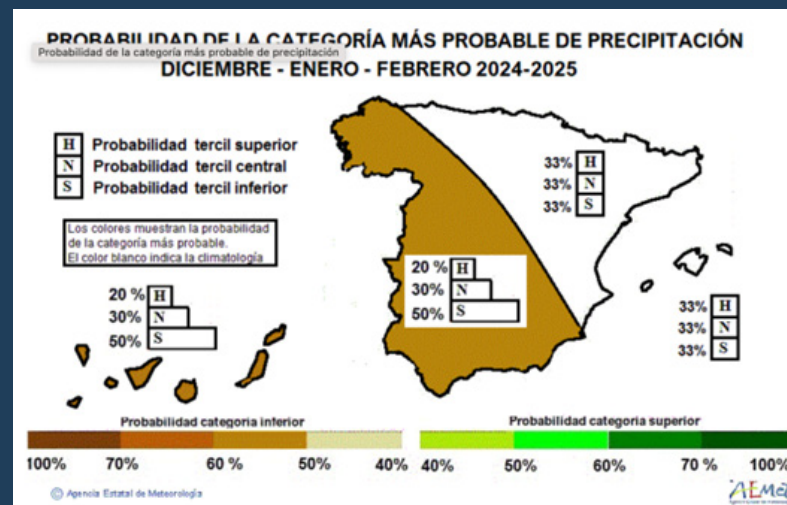 PROBABILIDAD DE LA CATEGORÍA MÁS PROBABLE DE PRECIPITACIÓN
Probabilidad de la categoría más probable de precipitación
DICIEMBRE - ENERO - FEBRERO 2024-2025
H Probabilidad tercil superior
N Probabilidad tercil central
S Probabilidad tercil inferior
Los colores muestran la probabilidad
de la categoría más probable.
El color blanco indica la climatología
33% H
33% N
33% S
20 % H
30% N
50% S
20 % H
30% N
50% S
33% H
33% N
33% S
Probabilidad categoria inferior
100% 70% 60 % 50% 40%
Probabilidad categoria superior
40% 50% 60% 70 % 100%
© Agencia Estatal de Meteorología
AEMet